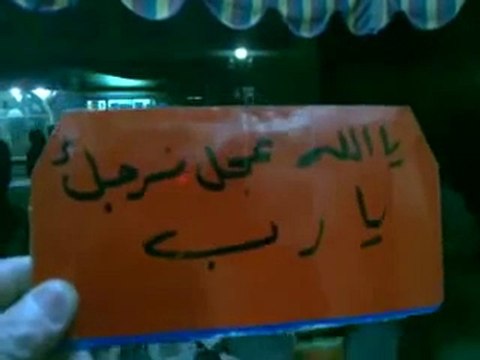 يا الله عجل
يا رب